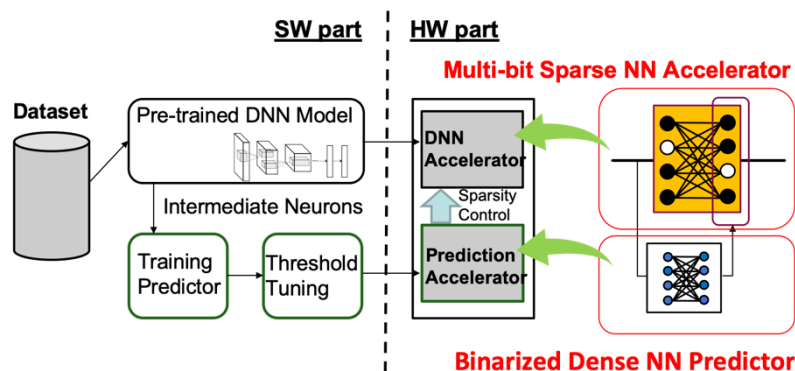 SW part
HW part
Multi-bit Sparse NN Accelerator
Dataset
Pre-trained DNN Model
DNN
Accelerator
Intermediate Neurons
Sparsity
Control
Training
Predictor
Threshold
Tuning
Prediction
Accelerator
Binarized Dense NN Predictor